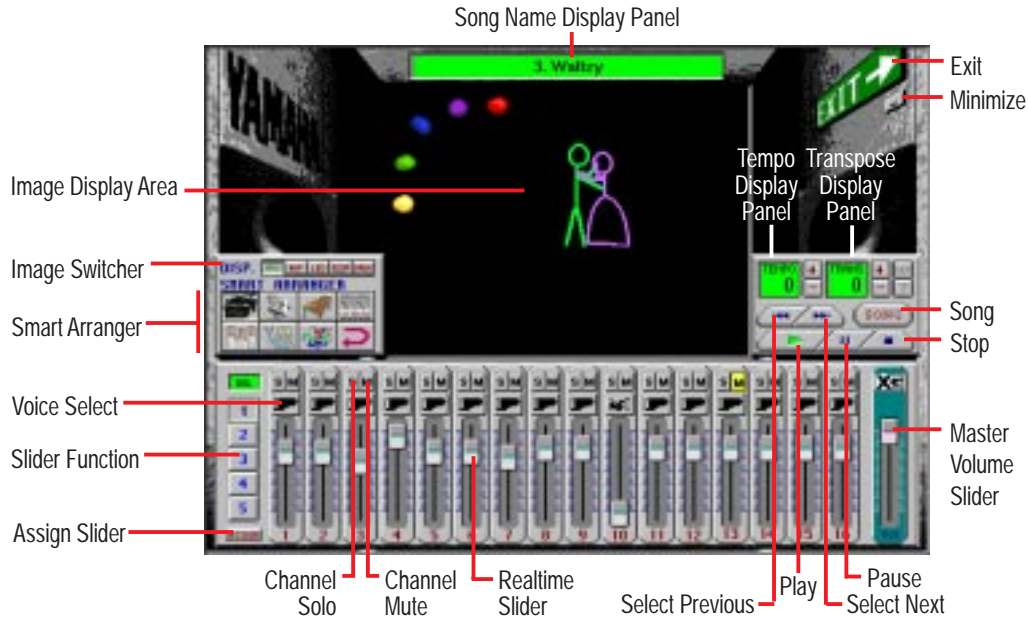 Song Name Display Panel
3. Waltzy
YAMAHA
EXIT
Exit
Minimize
Tempo Display Panel
Transpose Display Panel
Image Display Area
Image Switcher
DISP.
SMART ARRANGER
Smart Arranger
TEMPO
0
TRANS
0
SONG
Song
Stop
Voice Select
Slider Function
Assign Slider
S M S M S M S M S M S M S M S M S M S M S M S M S M S M S M S M
1
2
3
4
5
1 2 3 4 5 6 7 8 9 10 11 12 13 14 15 16
Master
Volume
Slider
Channel
Solo
Channel
Mute
Realtime
Slider
Select Previous
Play
Pause
Select Next